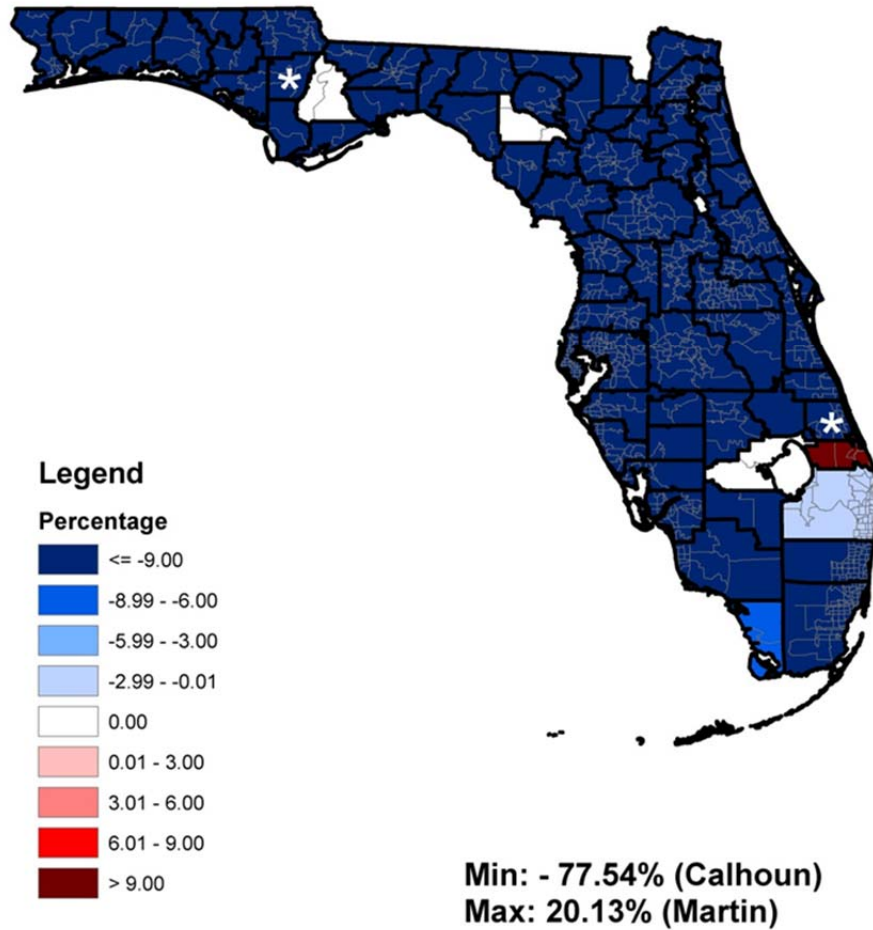 *
*
Legend
Percentage
<= -9.00
-8.99 - -6.00
-5.99 - -3.00
-2.99 - -0.01
0.00
0.01 - 3.00
3.01 - 6.00
6.01 - 9.00
> 9.00
Min: - 77.54% (Calhoun)
Max: 20.13% (Martin)